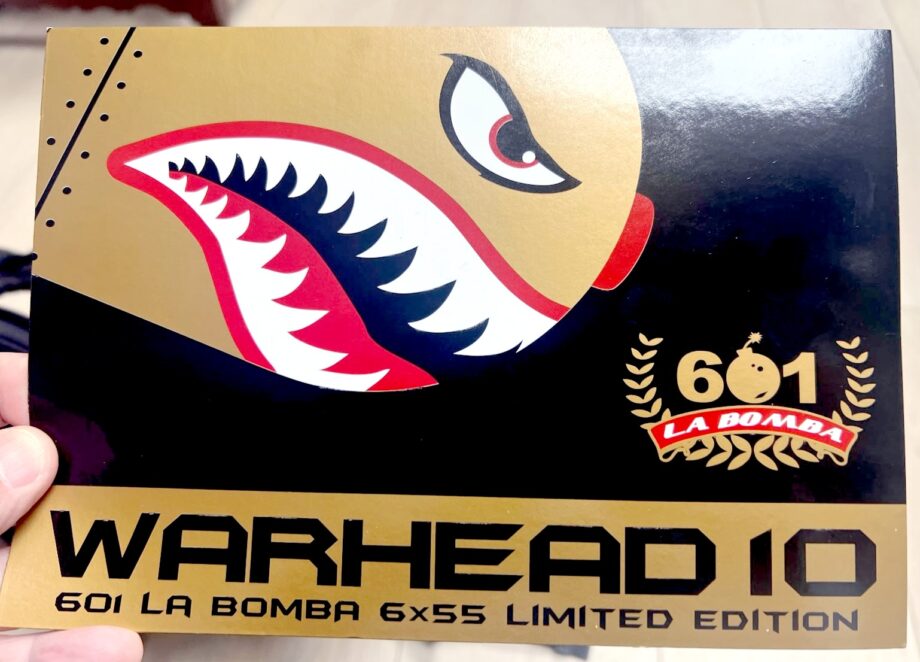 601
LA BOMBA
WARHEAD 10
601 LA BOMBA 6x55 LIMITED EDITION